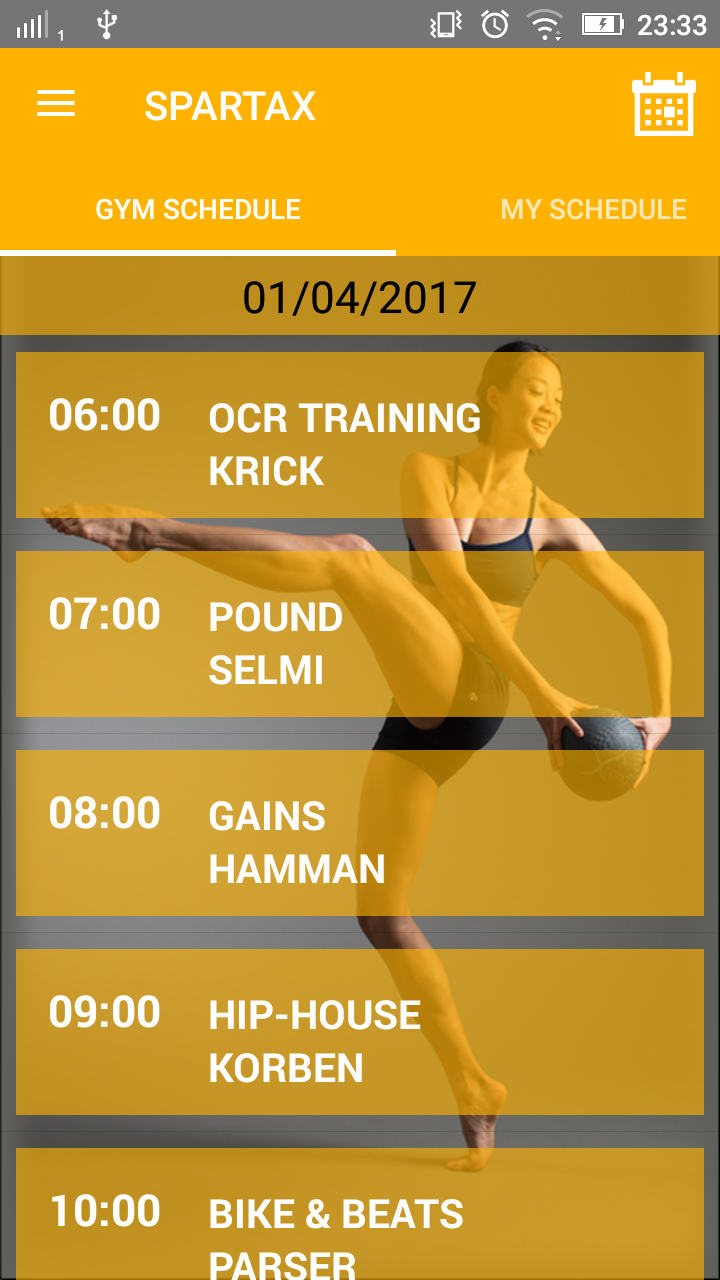 1
23:33
SPARTAX
GYM SCHEDULE
MY SCHEDULE
01/04/2017
06:00
OCR TRAINING
KRICK
07:00
POUND
SELMI
08:00
GAINS
HAMMAN
09:00
HIP-HOUSE
KORBEN
10:00
BIKE & BEATS
PARSER